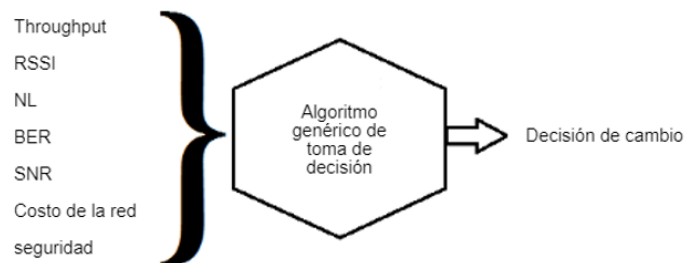 Throughput
RSSI
NL
BER
SNR
Costo de la red
seguridad
Algoritmo
genérico de
toma de
decisión
Decisión de cambio